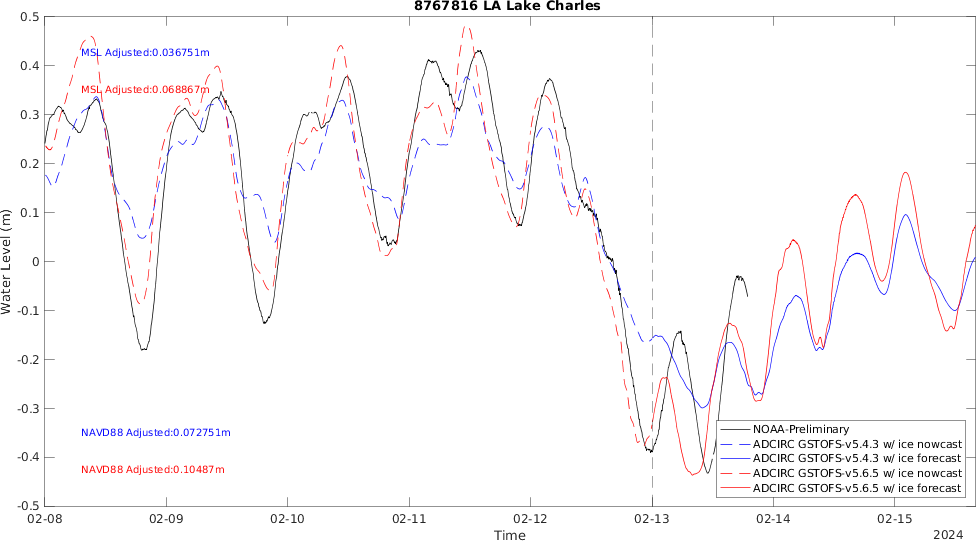 8767816 LA Lake Charles
0.5
0.4
0.3
0.2
0.1
0
-0.1
-0.2
-0.3
-0.4
-0.5
Water Level (m)
MSL Adjusted:0.036751m
MSL Adjusted:0.068867m
NAVD88 Adjusted:0.072751m
NAVD88 Adjusted:0.10487m
NOAA-Preliminary
ADCIRC GSTOFS-v5.4.3 w/ ice nowcast
ADCIRC GSTOFS-v5.4.3 w/ ice forecast
ADCIRC GSTOFS-v5.6.5 w/ ice nowcast
ADCIRC GSTOFS-v5.6.5 w/ ice forecast
02-08 02-09 02-10 02-11 02-12 02-13 02-14 02-15
Time
2024